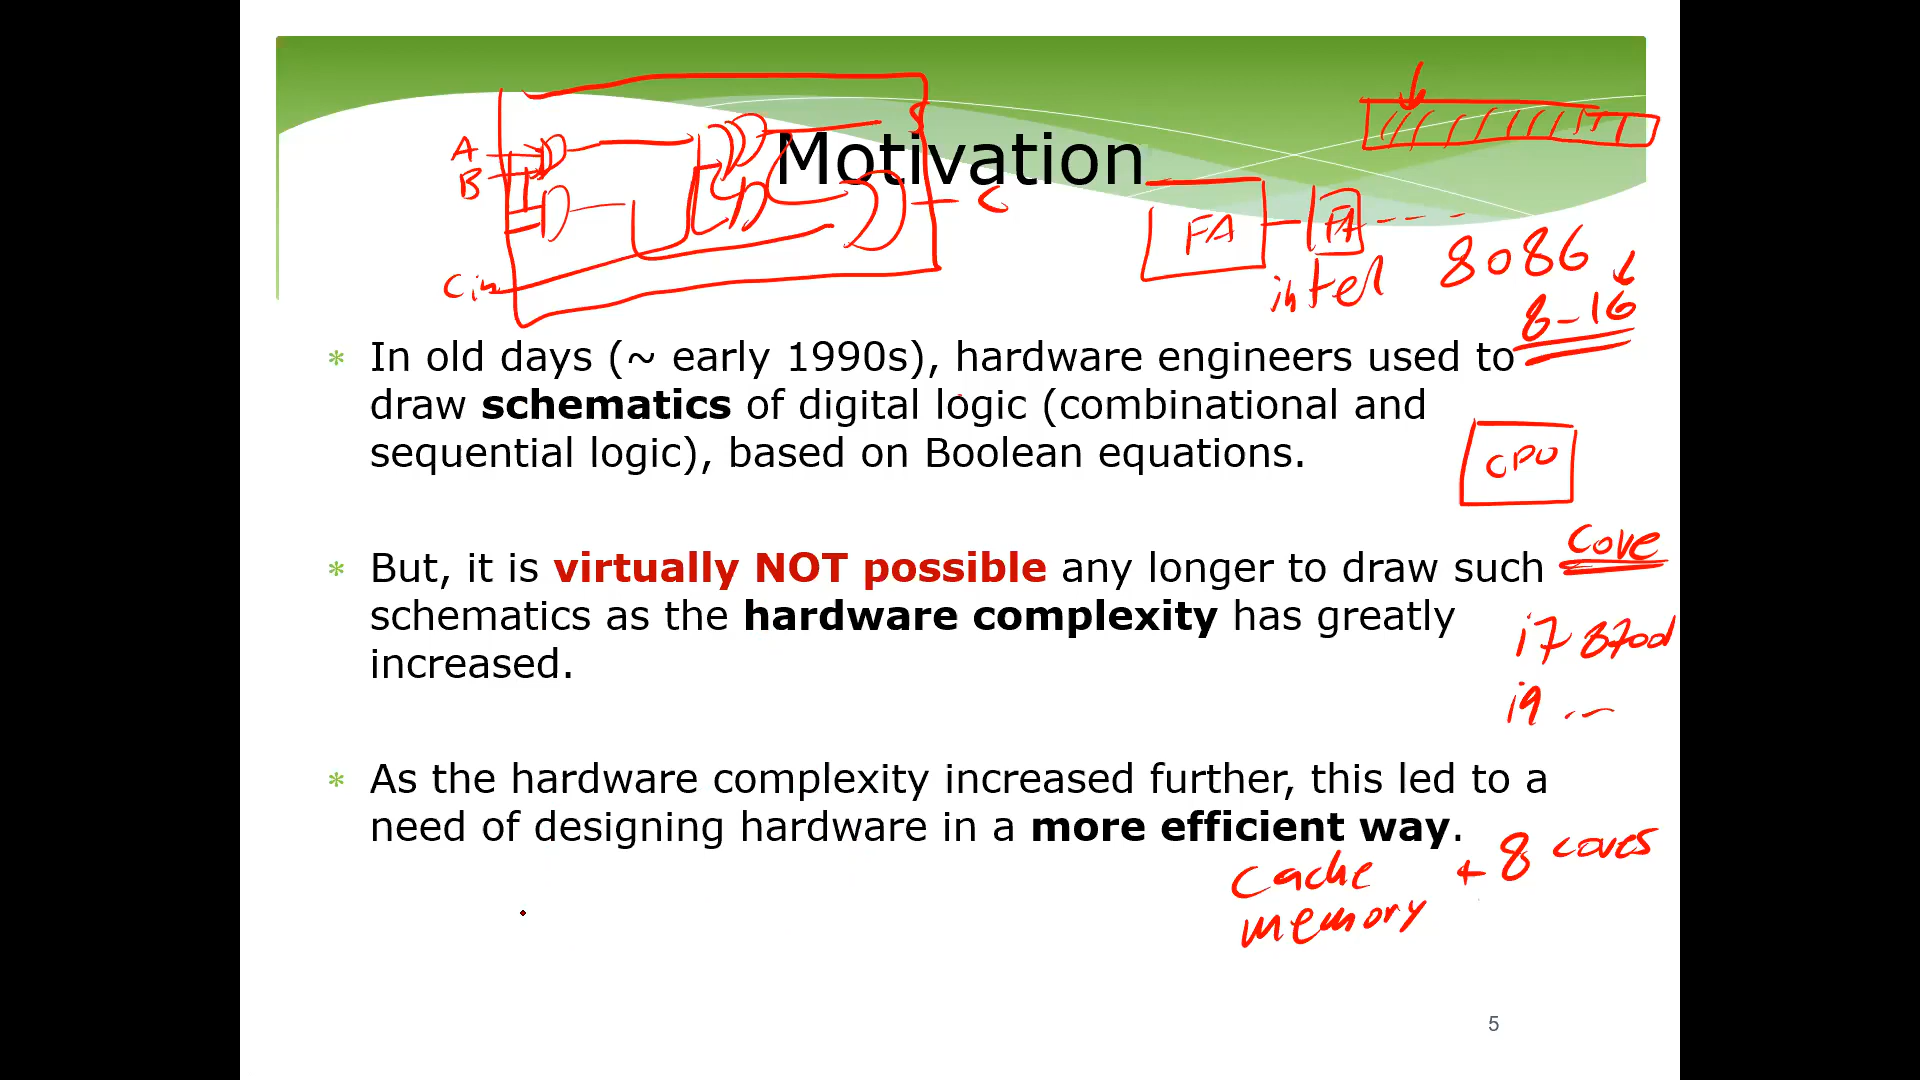 Motivation
A
B
Cin
S
C
FA
FA
intel
8086
8-16
* In old days (~ early 1990s), hardware engineers used to
draw schematics of digital logic (combinational and
sequential logic), based on Boolean equations.
CPU
* But, it is virtually NOT possible any longer to draw such
schematics as the hardware complexity has greatly
increased.
core
i7 8700
i9 ...
* As the hardware complexity increased further, this led to a
need of designing hardware in a more efficient way.
cache
memory
+ 8 cores
5